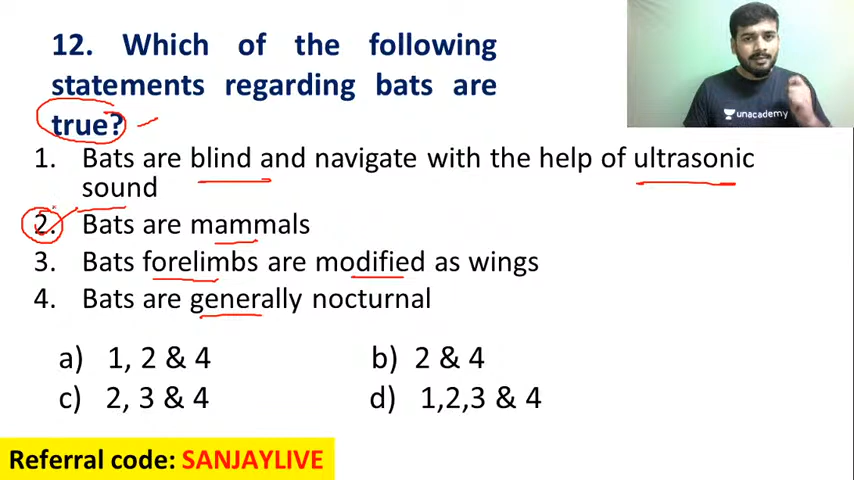 12. Which of the following
statements regarding bats are
true?
unacademy
1. Bats are blind and navigate with the help of ultrasonic
sound
2. Bats are mammals
3. Bats forelimbs are modified as wings
4. Bats are generally nocturnal
a) 1, 2 & 4 b) 2 & 4
c) 2, 3 & 4 d) 1,2,3 & 4
Referral code: SANJAYLIVE